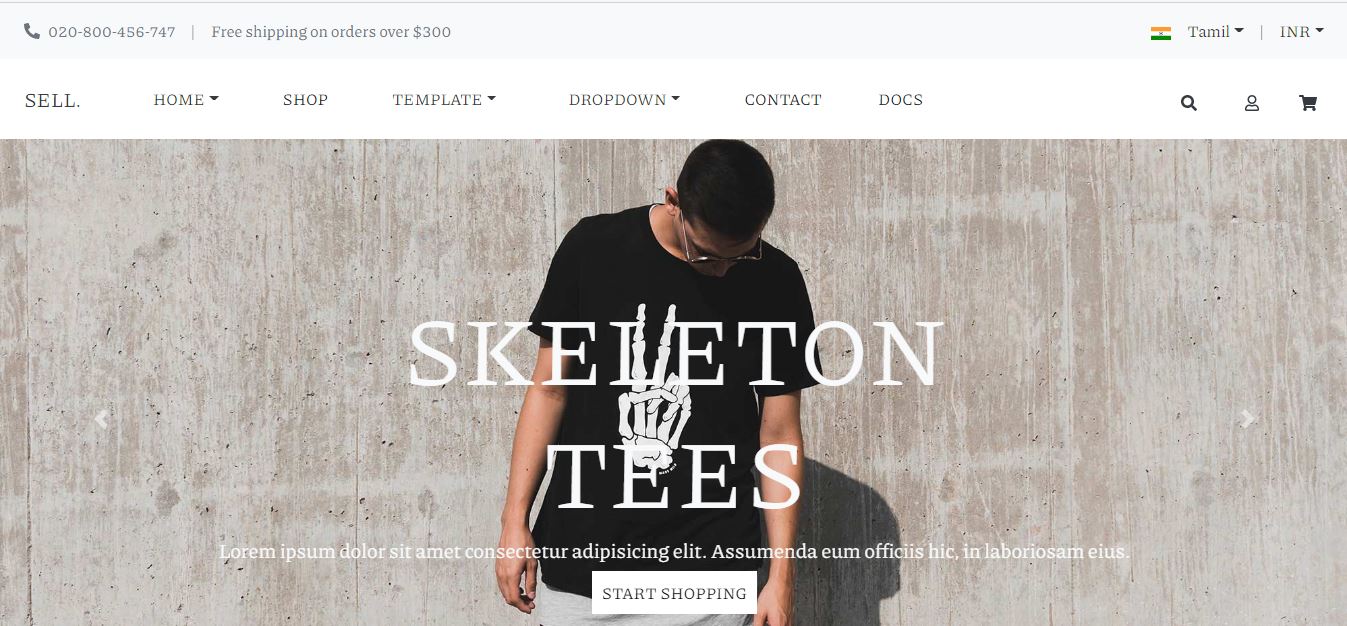 020-800-456-747 | Free shipping on orders over $300
Tamil | INR
SELL. HOME SHOP TEMPLATE DROPDOWN CONTACT DOCS
SKELETON
TEES
Lorem ipsum dolor sit amet consectetur adipisicing elit. Assumenda eum officiis hic, in laboriosam eius.
START SHOPPING